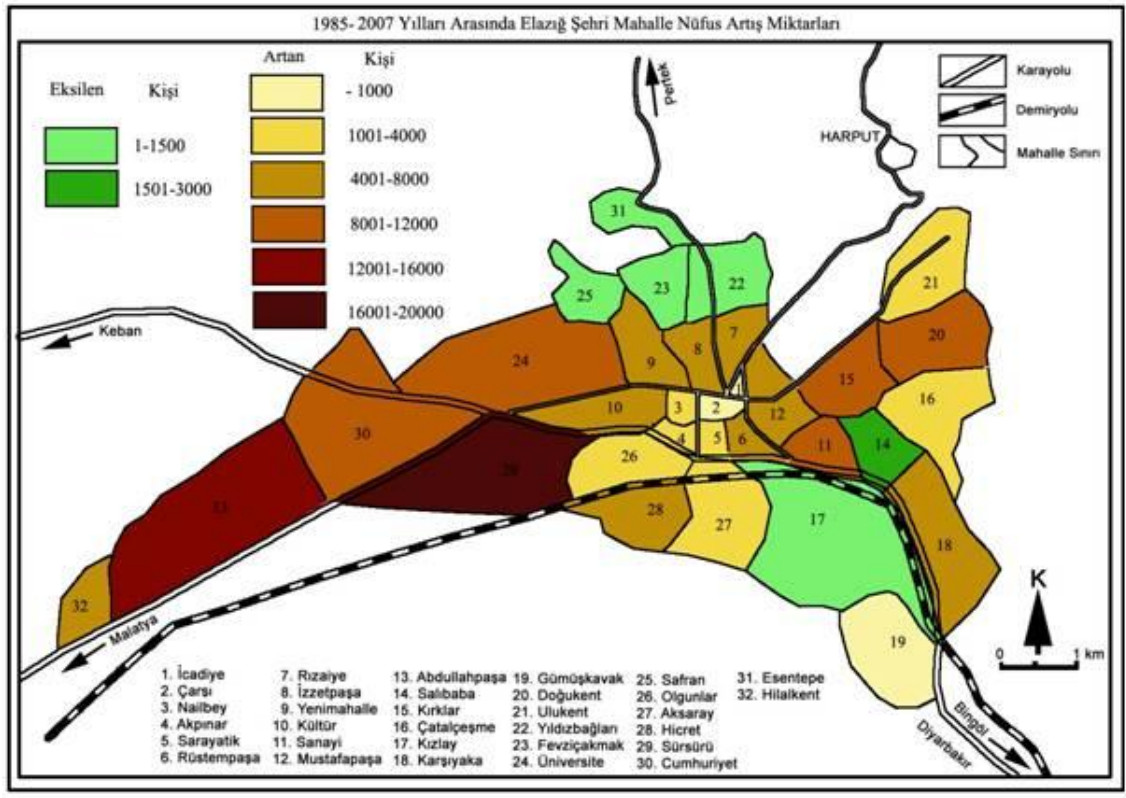 1985- 2007 Yılları Arasında Elazığ Şehri Mahalle Nüfus Artış Miktarları
Eksilen Kişi
1-1500
1501-3000
Artan Kişi
- 1000
1001-4000
4001-8000
8001-12000
12001-16000
16001-20000
Karayolu
Demiryolu
Mahalle Sınırı
Pertek
HARPUT
Keban
Malatya
Bingöl
Diyarbakır
K
0 1 km
31
25
23
22
21
20
24
9
8
7
15
16
1
30
10
3
2
12
4
5
6
11
14
26
29
13
28
27
17
18
32
19
1. İcadiye
2. Çarşı
3. Nailbey
4. Akpınar
5. Sarayatik
6. Rüstempaşa
7. Rızaiye
8. İzzetpaşa
9. Yenimahalle
10. Kültür
11. Sanayi
12. Mustafapaşa
13. Abdullahpaşa
14. Salıbaba
15. Kırklar
16. Çatalçeşme
17. Kızlay
18. Karşıyaka
19. Gümüşkavak
20. Doğukent
21. Ulukent
22. Yıldızbağları
23. Fevziçakmak
24. Üniversite
25. Safran
26. Olgunlar
27. Aksaray
28. Hicret
29. Sürsürü
30. Cumhuriyet
31. Esentepe
32. Hilalkent